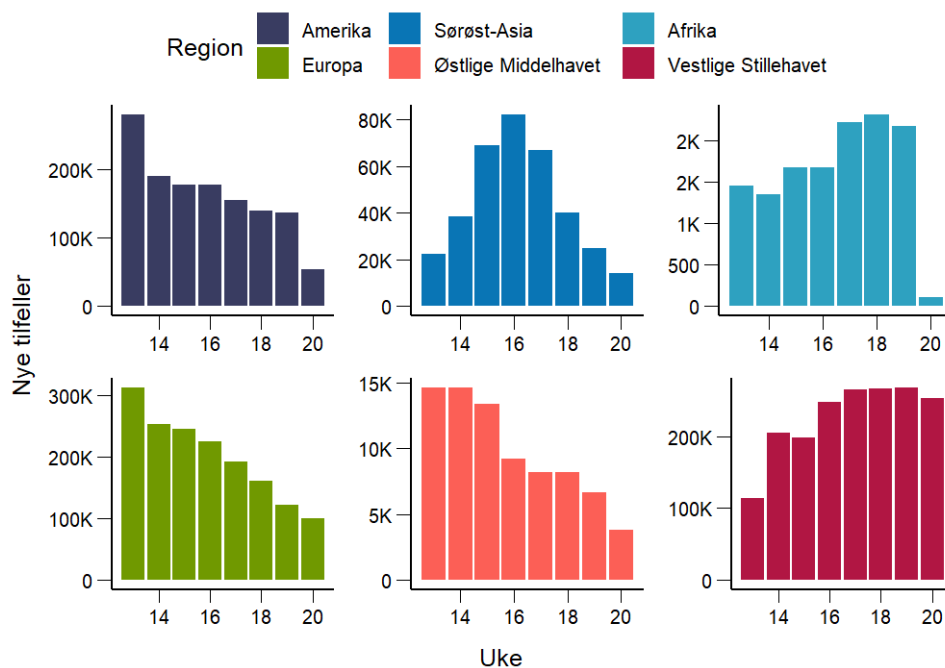 Region
Amerika
Sørøst-Asia
Afrika
Europa
Østlige Middelhavet
Vestlige Stillehavet
Nye tilfeller
200K
100K
0
14 16 18 20
80K
60K
40K
20K
0
14 16 18 20
2K
2K
1K
500
0
14 16 18 20
300K
200K
100K
0
14 16 18 20
15K
10K
5K
0
14 16 18 20
200K
100K
0
14 16 18 20
Uke